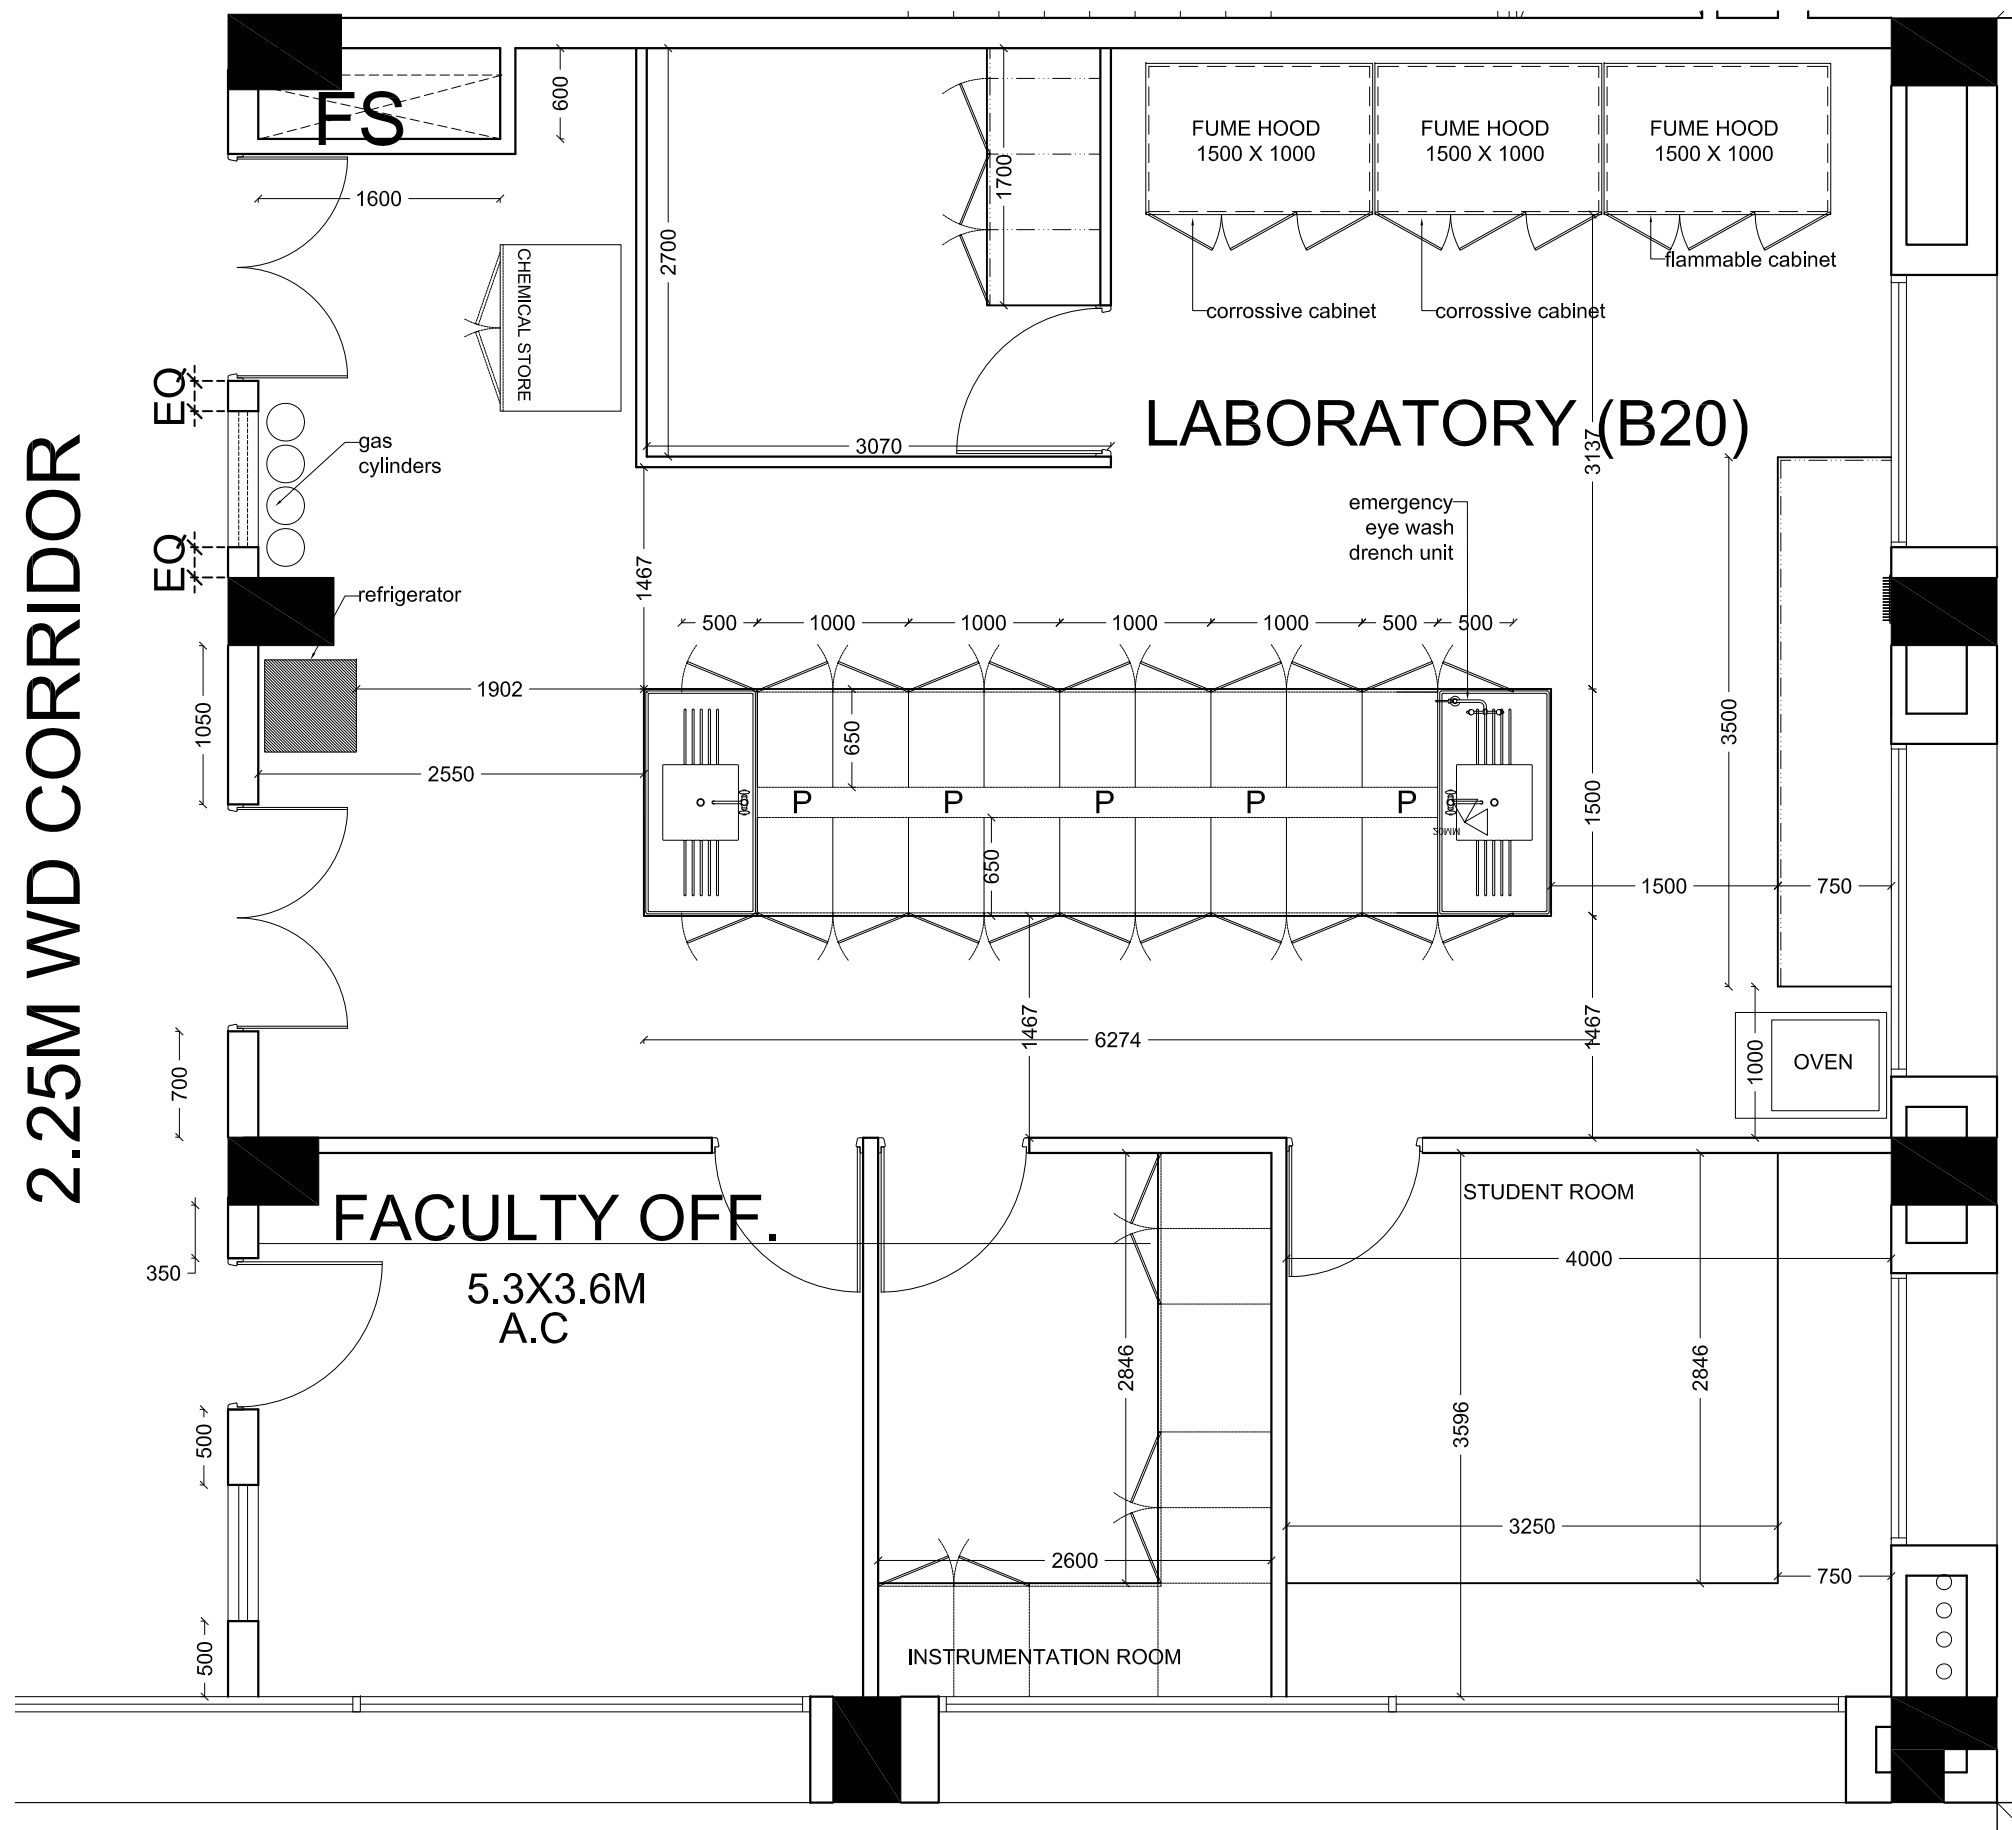 FS
600
1600
2700
1700
FUME HOOD
1500 X 1000
FUME HOOD
1500 X 1000
FUME HOOD
1500 X 1000
corrossive cabinet
corrossive cabinet
flammable cabinet
CHEMICAL STORE
EQ
EQ
gas
cylinders
refrigerator
3070
LABORATORY (B20)
3137
emergency
eye wash
drench unit
2.25M WD CORRIDOR
1467
500
1000
1000
1000
1000
500
500
1902
1050
2550
650
650
P
P
P
P
P
20MM
1500
3500
1500
750
1467
1467
6274
700
1000
OVEN
FACULTY OFF.
5.3X3.6M
A.C
350
STUDENT ROOM
4000
2846
2846
3596
500
3250
2600
750
500
INSTRUMENTATION ROOM